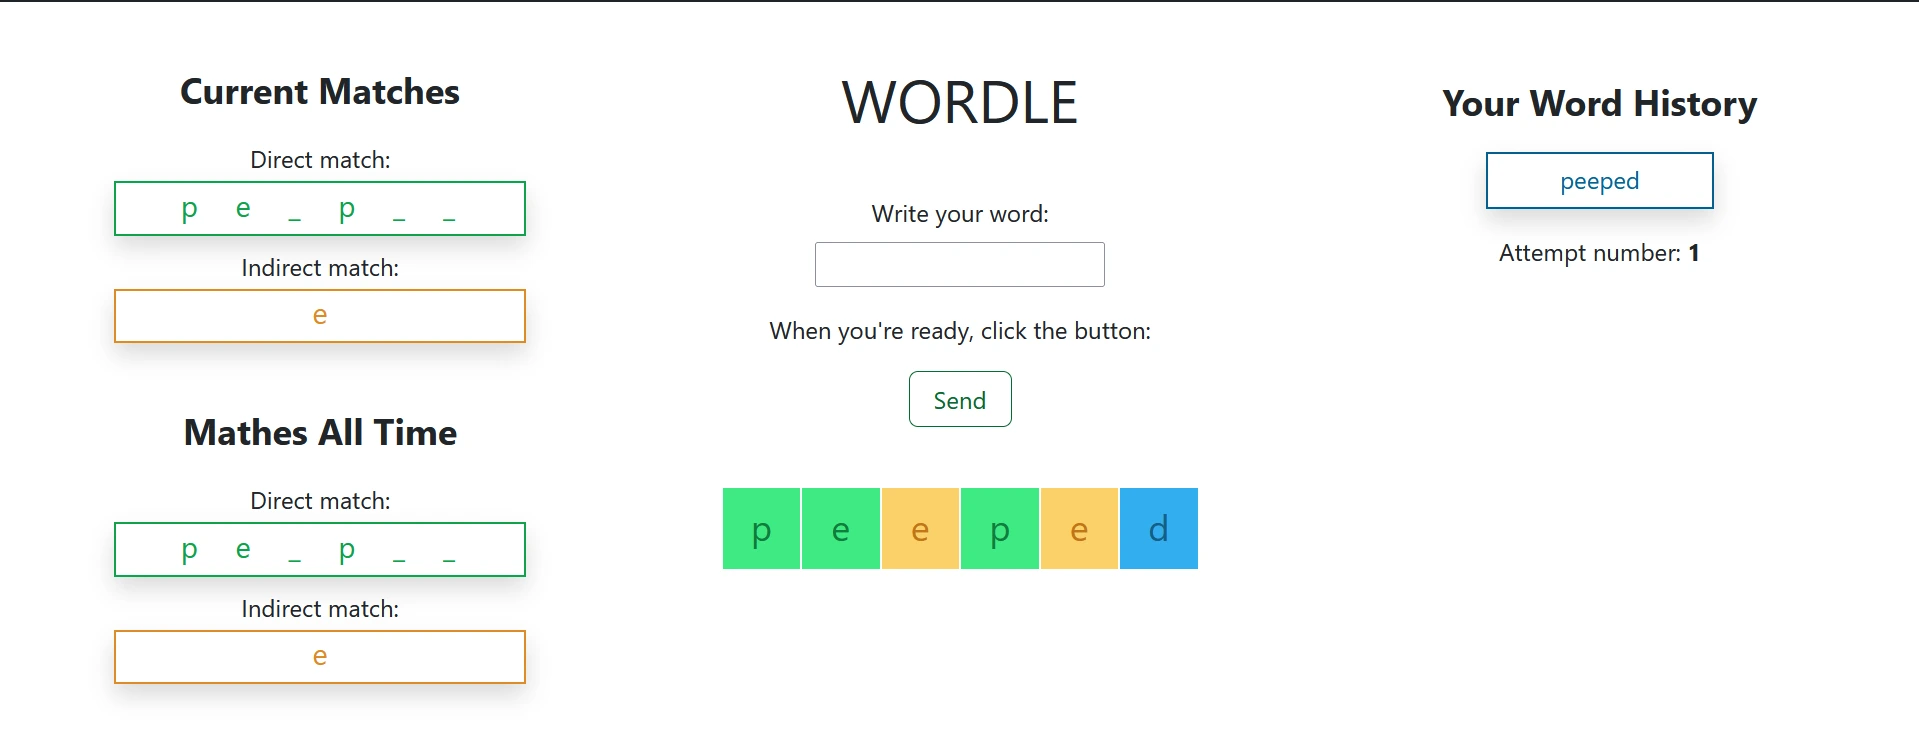 Current Matches
Direct match:
p e _ p _ _
Indirect match:
e
Mathes All Time
Direct match:
p e _ p _ _
Indirect match:
e
WORDLE
Write your word:
When you're ready, click the button:
Send
p e e p e d
Your Word History
peeped
Attempt number: 1